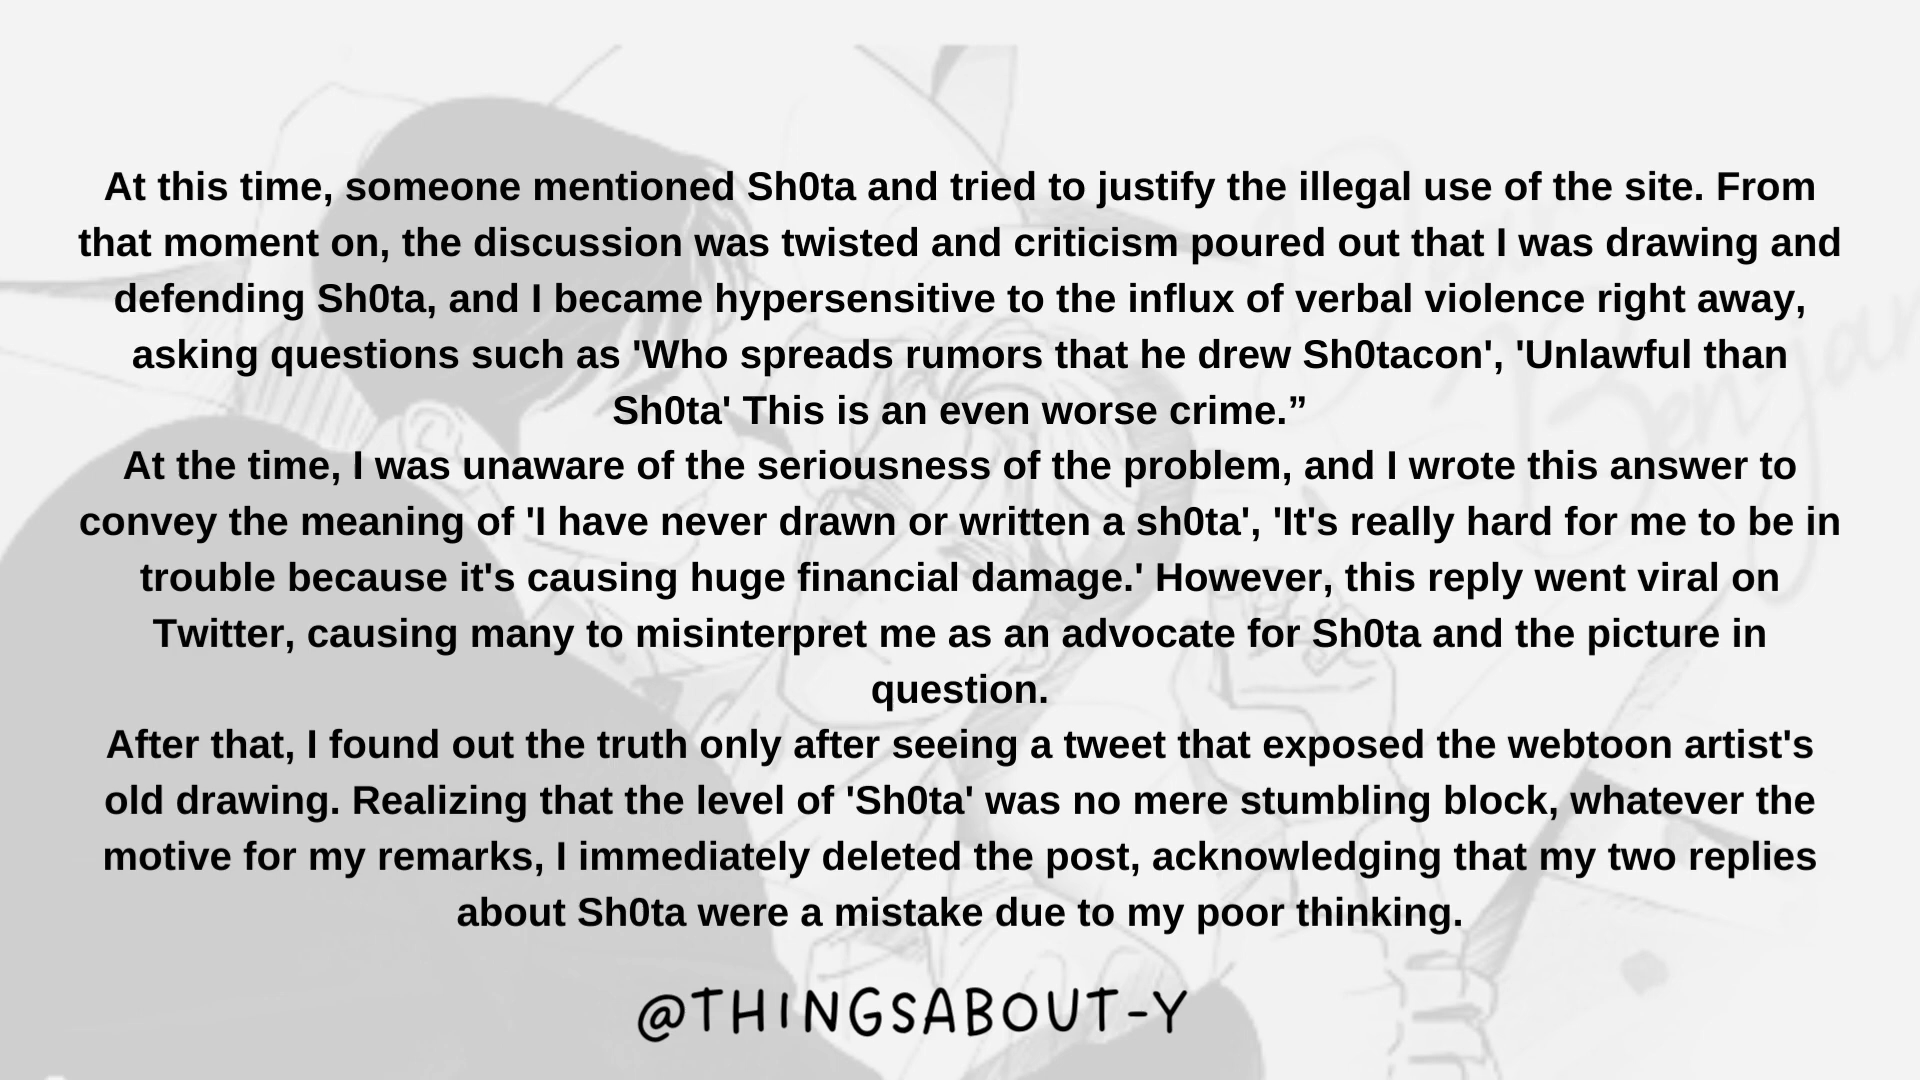 At this time, someone mentioned Sh0ta and tried to justify the illegal use of the site. From
that moment on, the discussion was twisted and criticism poured out that I was drawing and
defending Sh0ta, and I became hypersensitive to the influx of verbal violence right away,
asking questions such as 'Who spreads rumors that he drew Sh0tacon', 'Unlawful than
Sh0ta' This is an even worse crime.”
At the time, I was unaware of the seriousness of the problem, and I wrote this answer to
convey the meaning of 'I have never drawn or written a sh0ta', 'It's really hard for me to be in
trouble because it's causing huge financial damage.' However, this reply went viral on
Twitter, causing many to misinterpret me as an advocate for Sh0ta and the picture in
question.
After that, I found out the truth only after seeing a tweet that exposed the webtoon artist's
old drawing. Realizing that the level of 'Sh0ta' was no mere stumbling block, whatever the
motive for my remarks, I immediately deleted the post, acknowledging that my two replies
about Sh0ta were a mistake due to my poor thinking.
@THINGSABOUT-Y